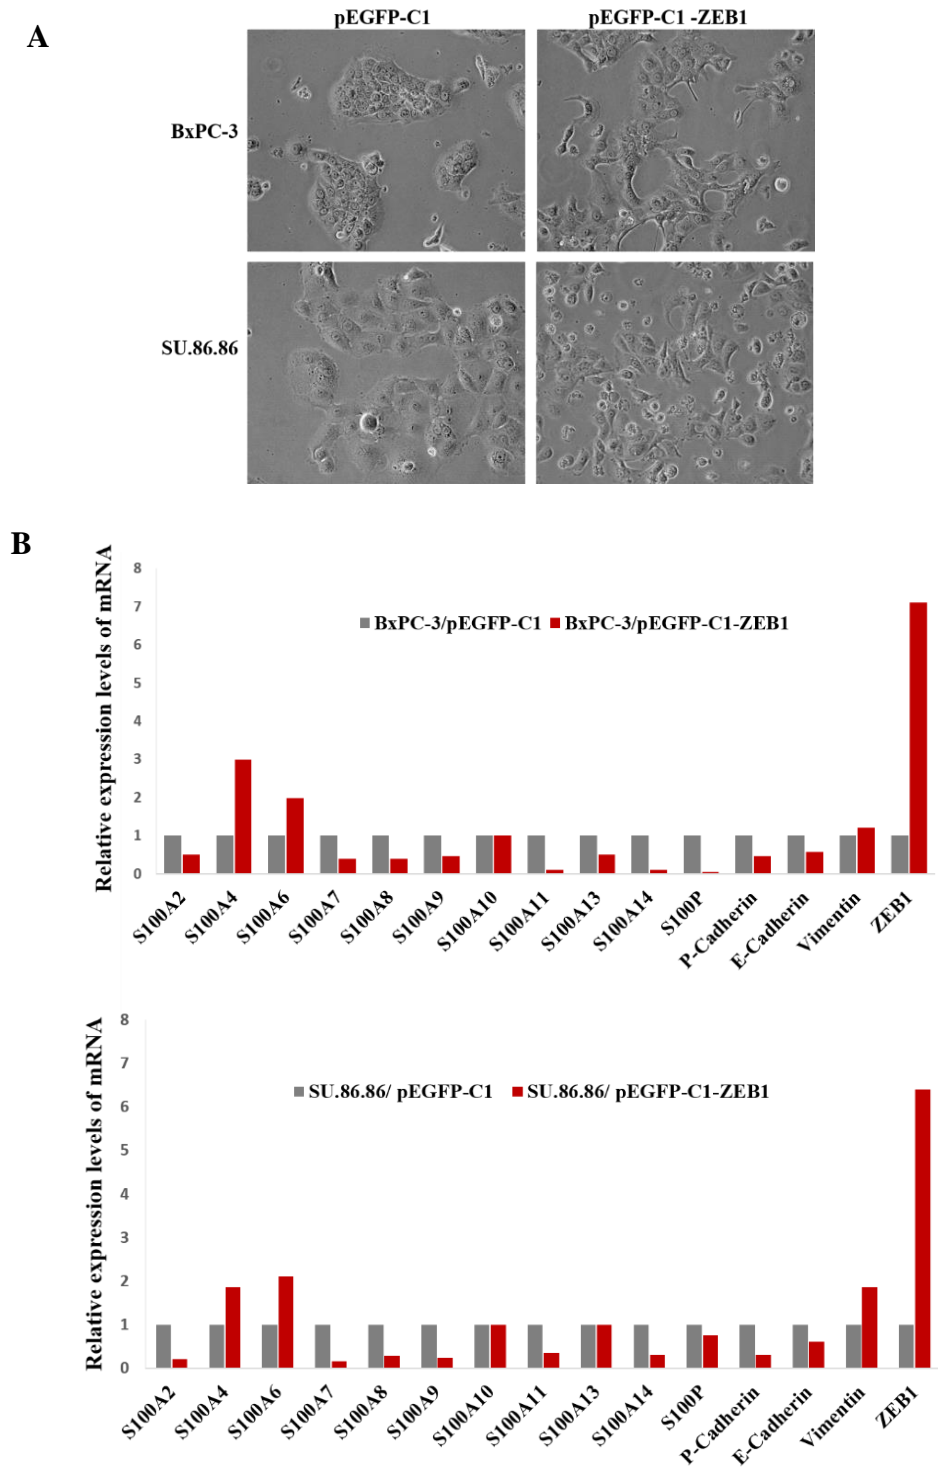 A
pEGFP-C1
pEGFP-C1 -ZEB1
BxPC-3
SU.86.86
B
Relative expression levels of mRNA
8
7
6
5
4
3
2
1
0
BxPC-3/pEGFP-C1
BxPC-3/pEGFP-C1-ZEB1
S100A2
S100A4
S100A6
S100A7
S100A8
S100A9
S100A10
S100A11
S100A13
S100A14
S100P
P-Cadherin
E-Cadherin
Vimentin
ZEB1
Relative expression levels of mRNA
8
7
6
5
4
3
2
1
0
SU.86.86/ pEGFP-C1
SU.86.86/ pEGFP-C1-ZEB1
S100A2
S100A4
S100A6
S100A7
S100A8
S100A9
S100A10
S100A11
S100A13
S100A14
S100P
P-Cadherin
E-Cadherin
Vimentin
ZEB1